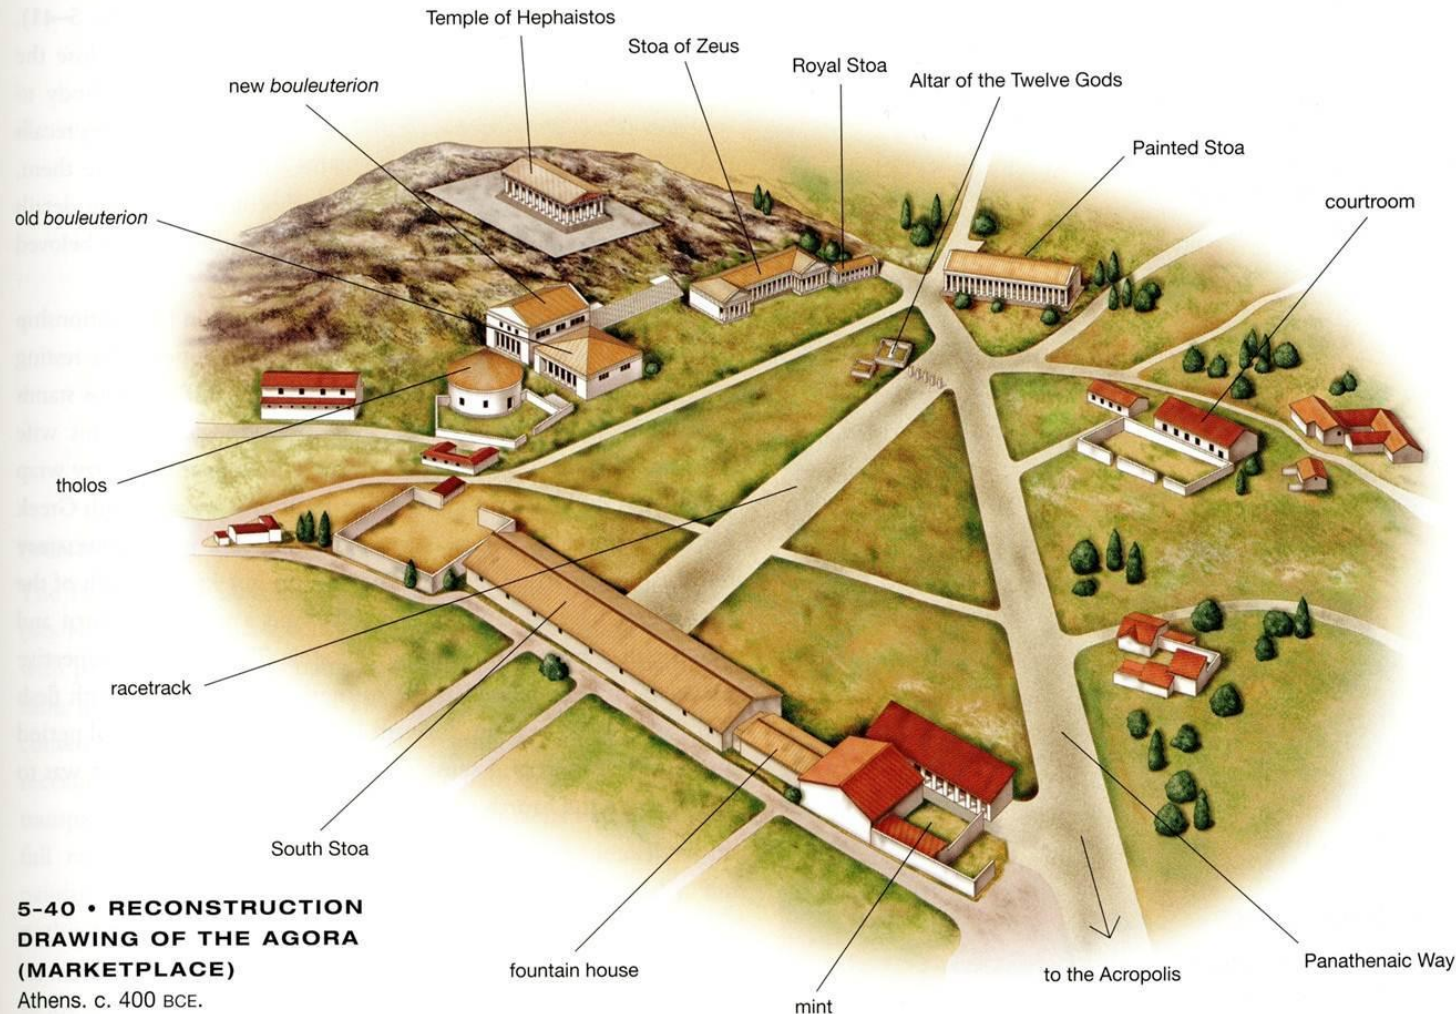 Temple of Hephaistos
Stoa of Zeus
Royal Stoa
Altar of the Twelve Gods
new bouleuterion
Painted Stoa
courtroom
old bouleuterion
tholos
racetrack
South Stoa
5-40 • RECONSTRUCTION
DRAWING OF THE AGORA
(MARKETPLACE)
Athens. c. 400 BCE.
fountain house
mint
to the Acropolis
Panathenaic Way